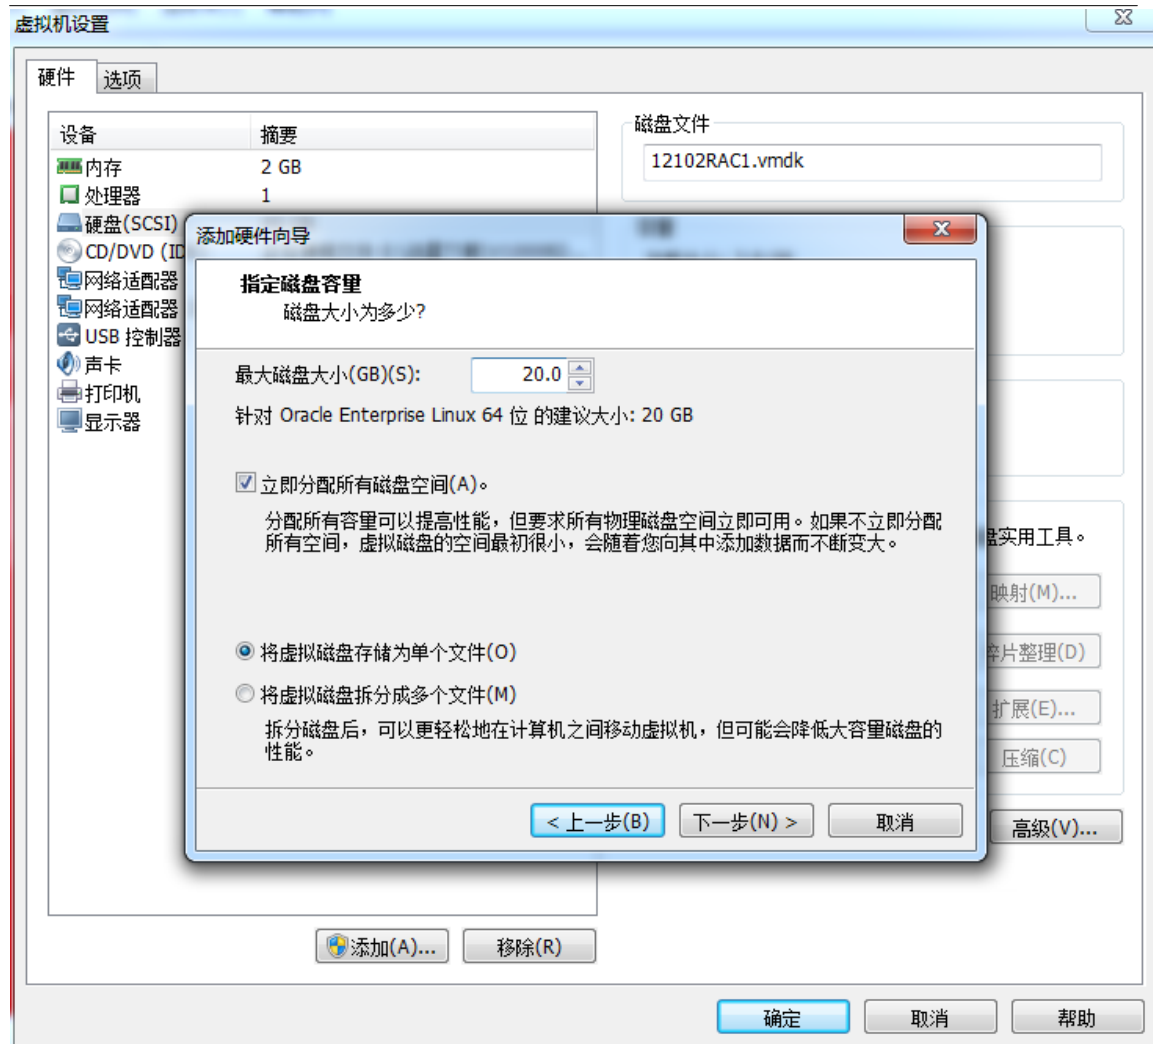 虚拟机设置
硬件 选项
设备 摘要
内存 2 GB
处理器 1
硬盘(SCSI)
CD/DVD (ID
网络适配器
网络适配器
USB 控制器
声卡
打印机
显示器
磁盘文件
12102RAC1.vmdk
添加硬件向导
指定磁盘容量
磁盘大小为多少?
最大磁盘大小(GB)(S): 20.0
针对 Oracle Enterprise Linux 64 位 的建议大小: 20 GB
立即分配所有磁盘空间(A)。
分配所有容量可以提高性能，但要求所有物理磁盘空间立即可用。如果不立即分配
所有空间，虚拟磁盘的空间最初很小，会随着您向其中添加数据而不断变大。
将虚拟磁盘存储为单个文件(O)
将虚拟磁盘拆分成多个文件(M)
拆分磁盘后，可以更轻松地在计算机之间移动虚拟机，但可能会降低大容量磁盘的
性能。
< 上一步(B) 下一步(N) > 取消
盘实用工具。
映射(M)...
碎片整理(D)
扩展(E)...
压缩(C)
高级(V)...
添加(A)... 移除(R)
确定 取消 帮助